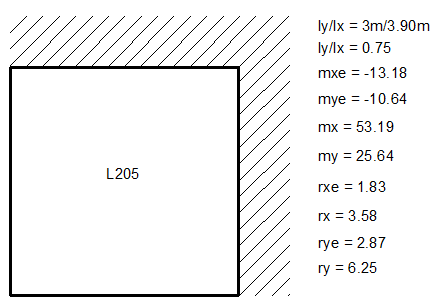 ly/lx = 3m/3.90m
ly/lx = 0.75
mxe = -13.18
mye = -10.64
mx = 53.19
my = 25.64
L205
rxe = 1.83
rx = 3.58
rye = 2.87
ry = 6.25